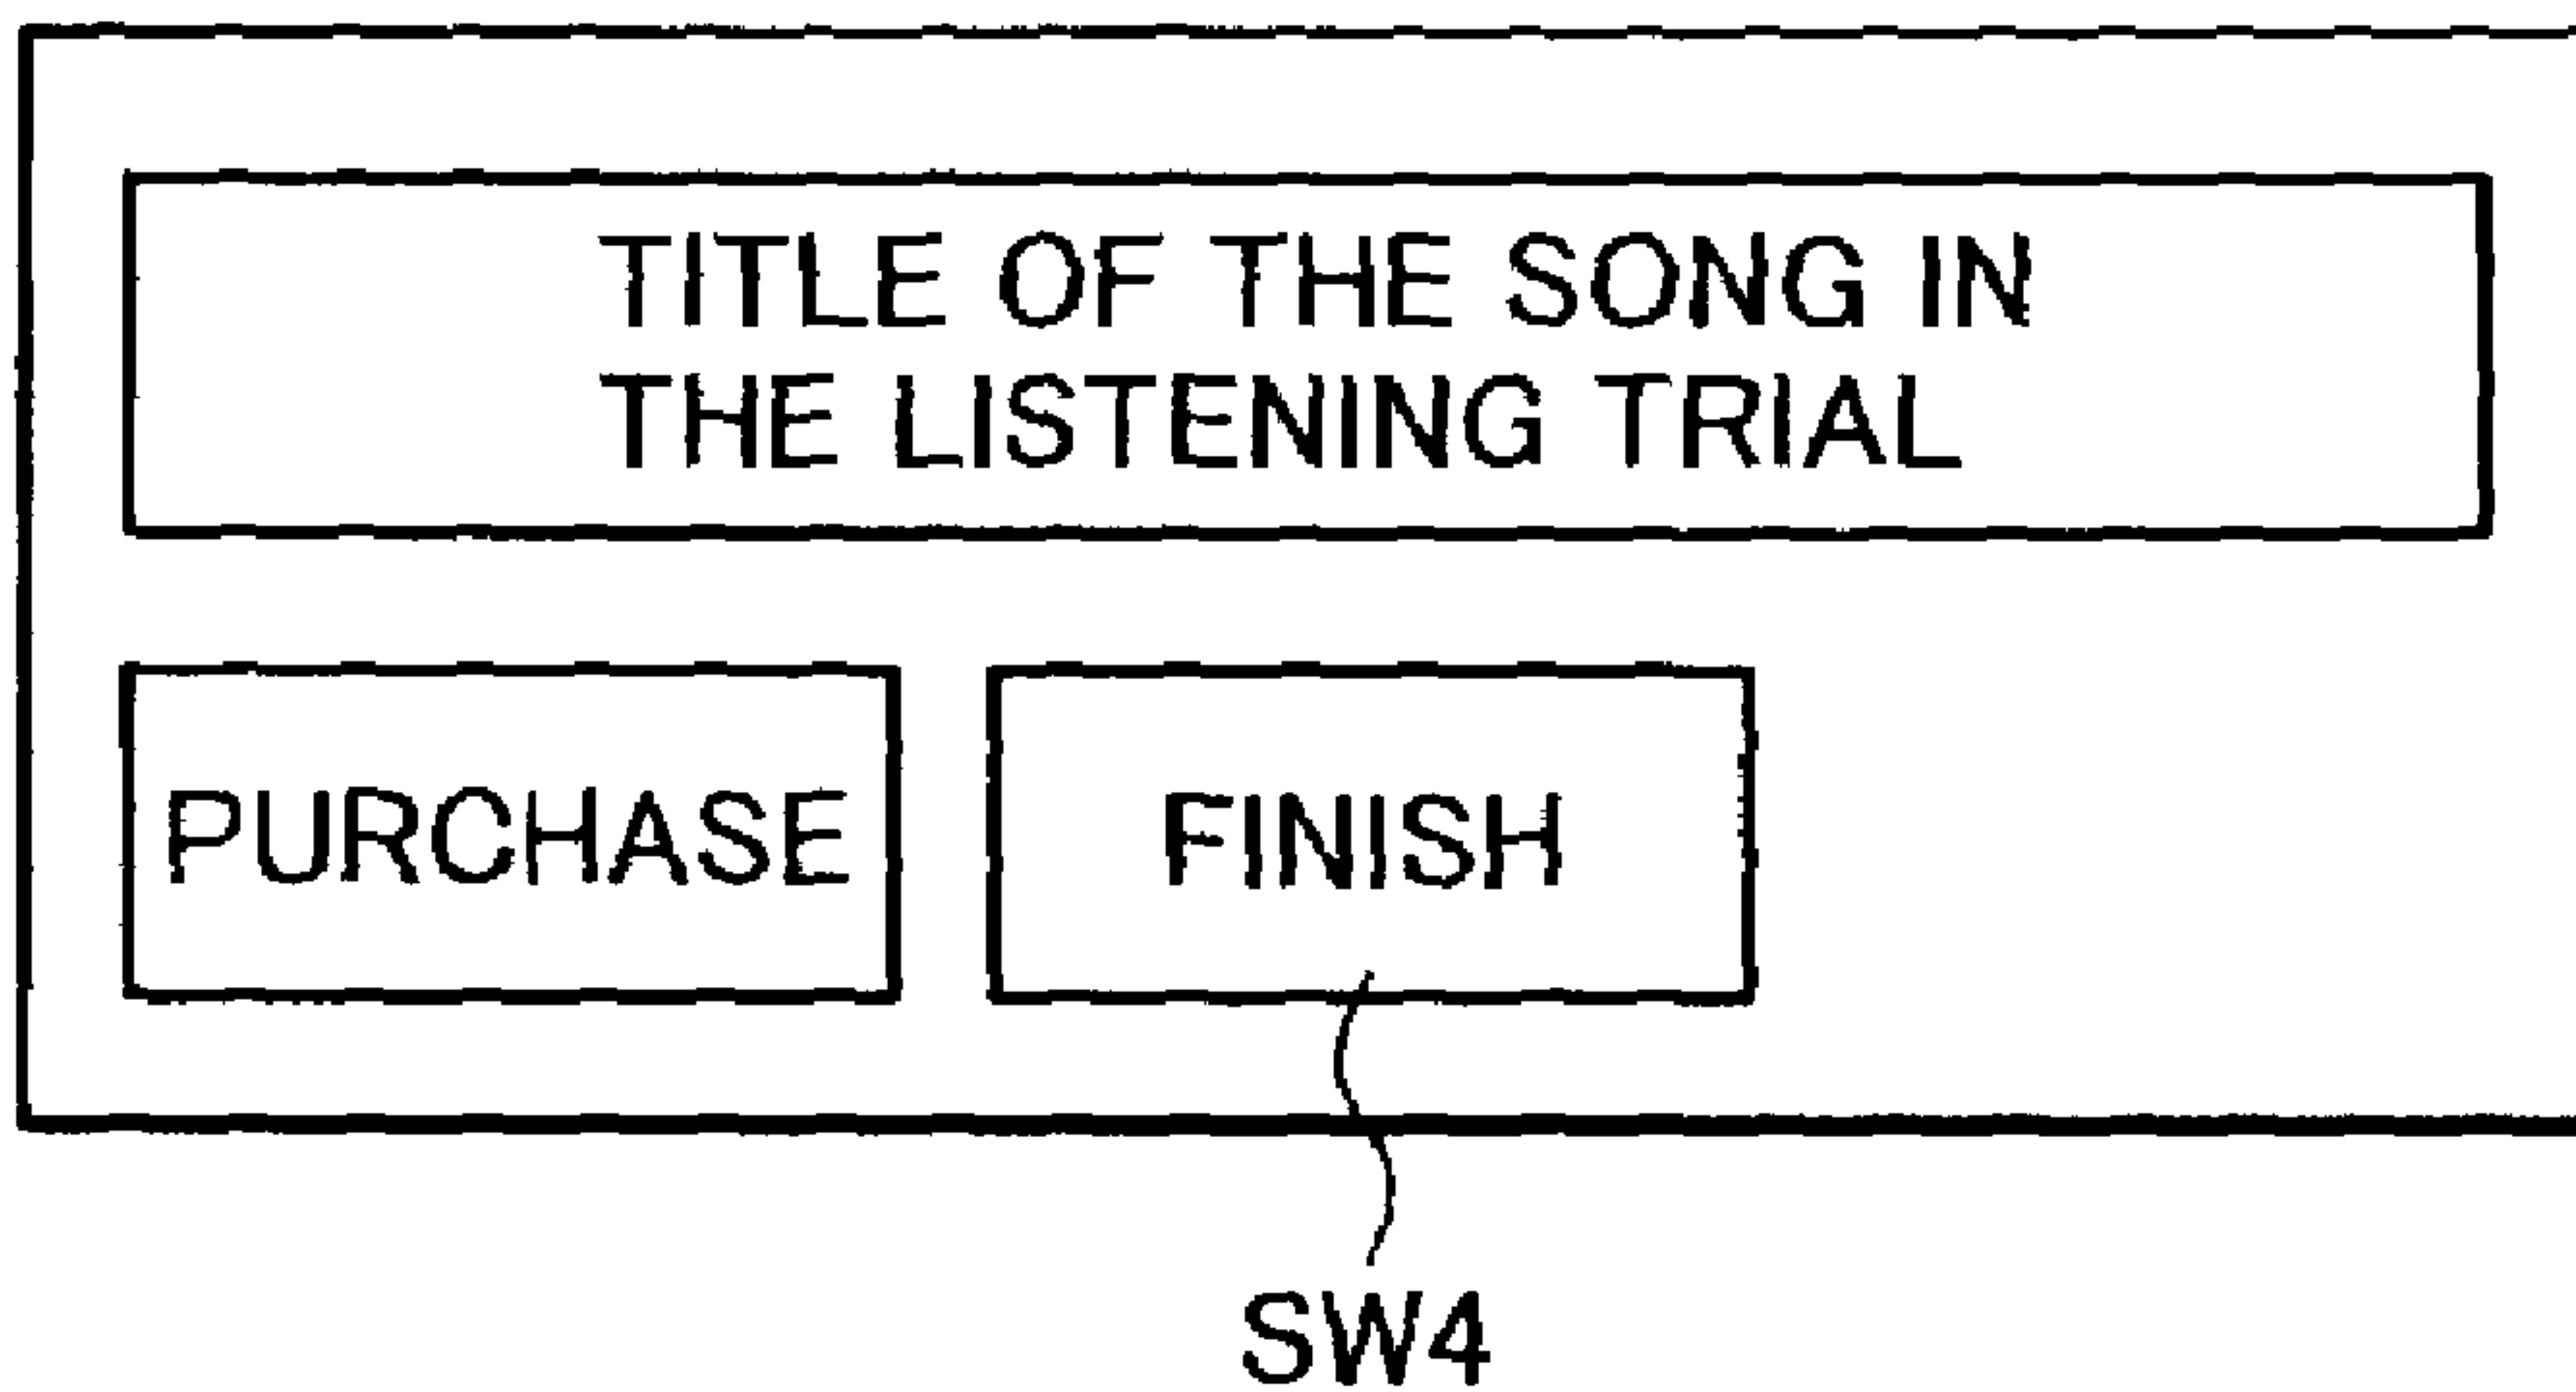 TITLE OF THE SONG IN
THE LISTENING TRIAL
PURCHASE
FINISH
SW4